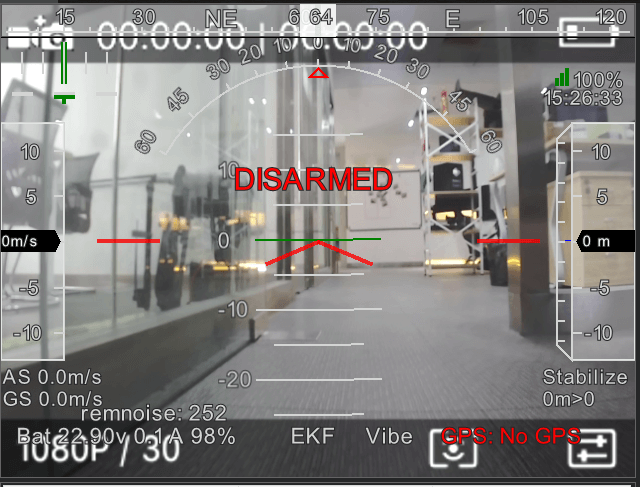 15 30 NE 6 64 75 E 105 120
00:00:00 00:00:00
60 45 30 20 10 0 10 20 30 45 60
100%
15:26:33
DISARMED
10 10 10
5 5
0m/s 0 0 m
-5 -5
-10 -10 -10
-20
AS 0.0m/s Stabilize
GS 0.0m/s 0m>0
remnoise: 252
Bat 22.90v 0.1 A 98% EKF Vibe GPS: No GPS
1080P / 30